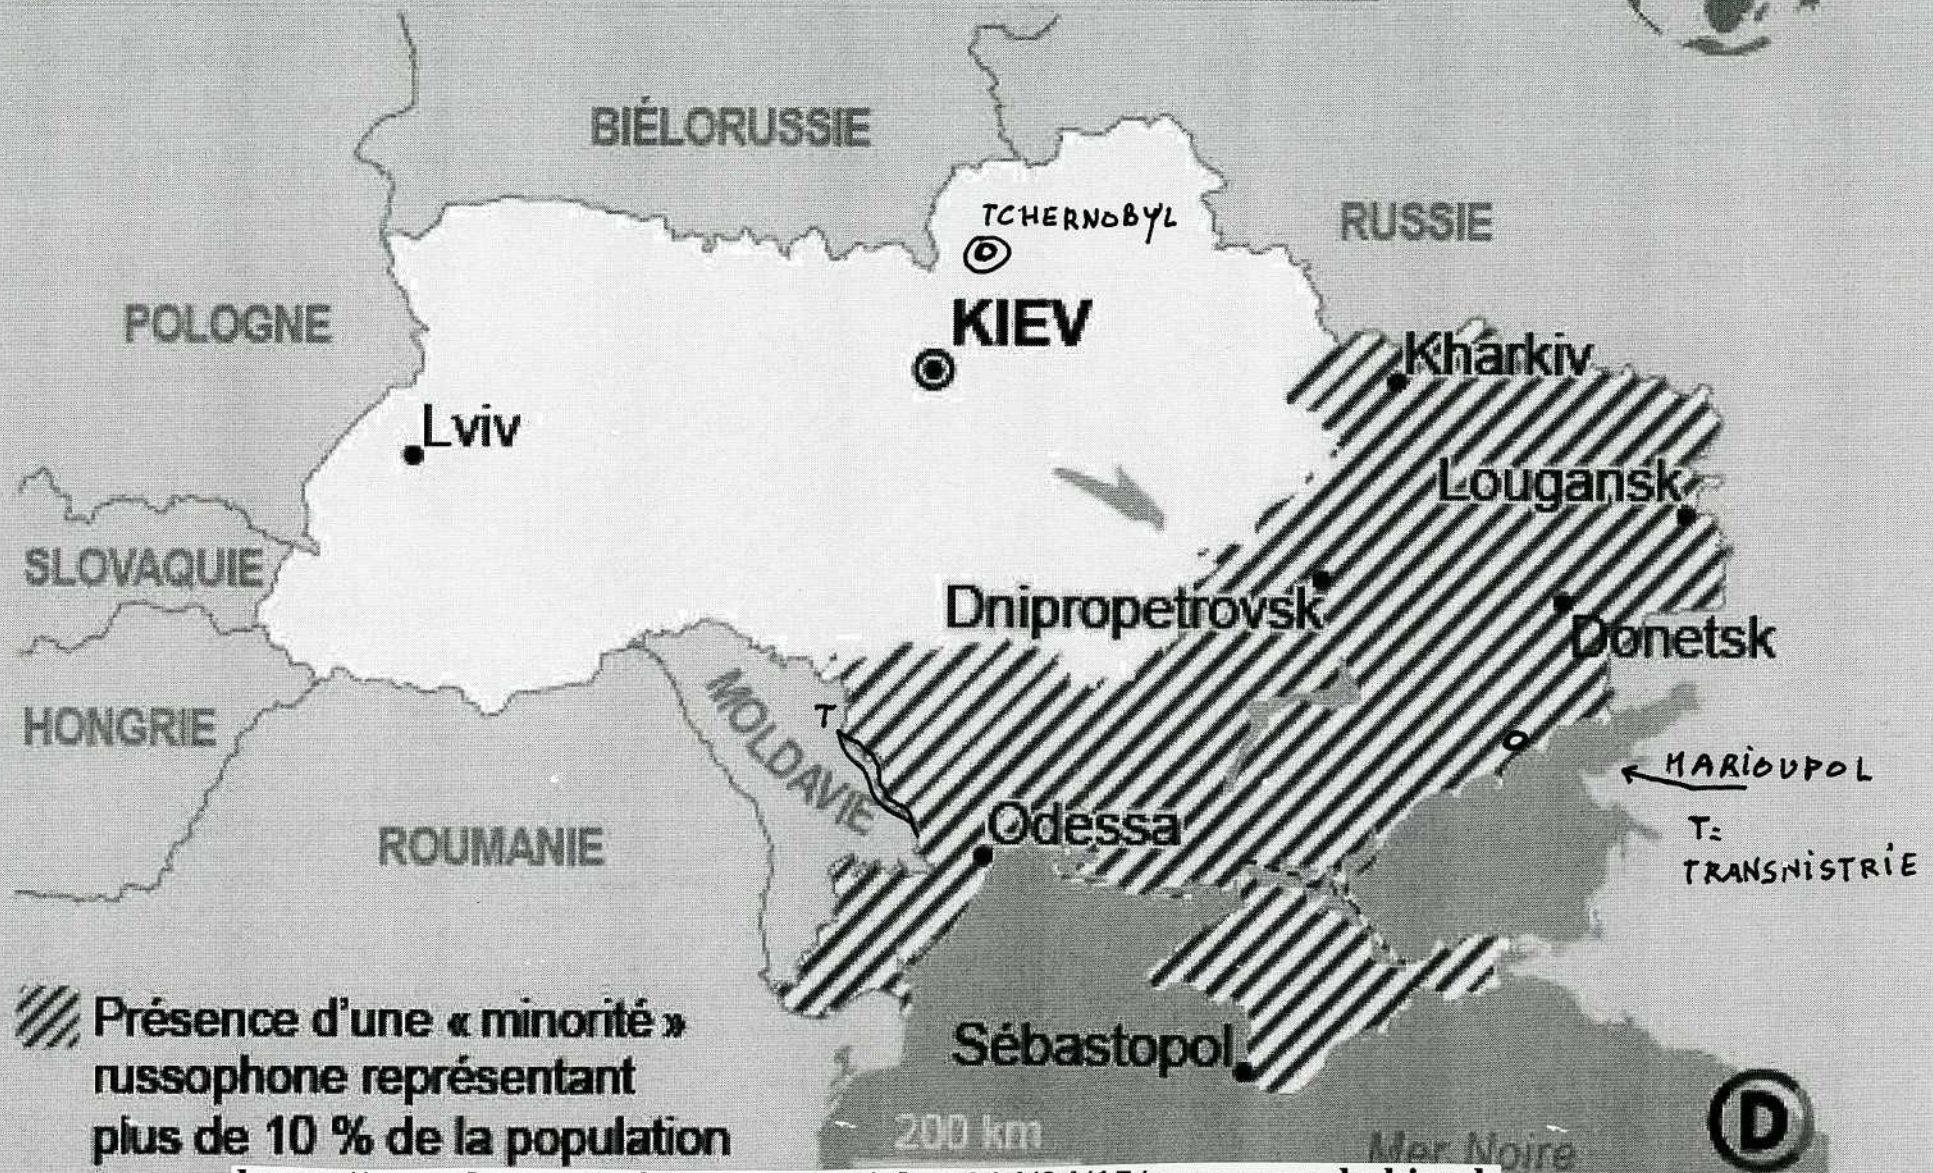 BIÉLORUSSIE
TCHERNOBYL
RUSSIE
KIEV
POLOGNE
Kharkiv
Lviv
Lougansk
SLOVAQUIE
Dnipropetrovsk
Donetsk
HONGRIE
MOLDAVIE
T
MARIOUPOL
Odessa
T=
TRANSNISTRIE
ROUMANIE
Présence d'une « minorité »
russophone représentant
plus de 10 % de la population
Sébastopol
200 km
Mer Noire
D